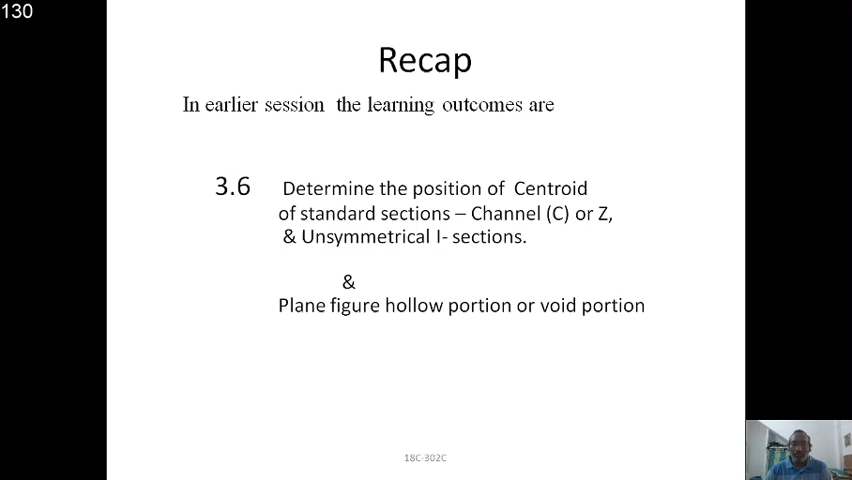 130
Recap
In earlier session the learning outcomes are
3.6 Determine the position of Centroid
of standard sections – Channel (C) or Z,
& Unsymmetrical I- sections.
&
Plane figure hollow portion or void portion
18C-302C